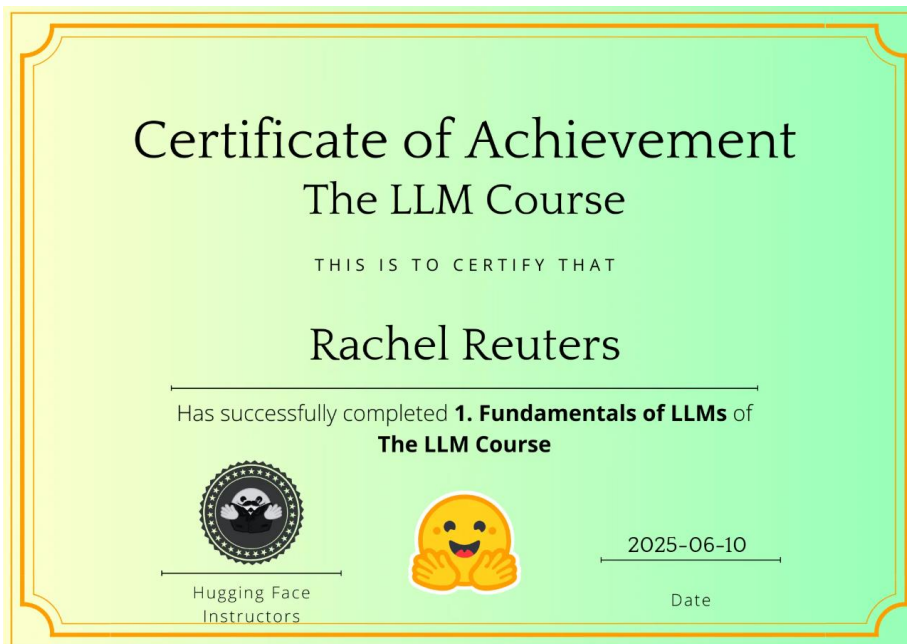 Certificate of Achievement
The LLM Course
THIS IS TO CERTIFY THAT
Rachel Reuters
Has successfully completed 1. Fundamentals of LLMs of
The LLM Course
2025-06-10
Hugging Face
Instructors
Date